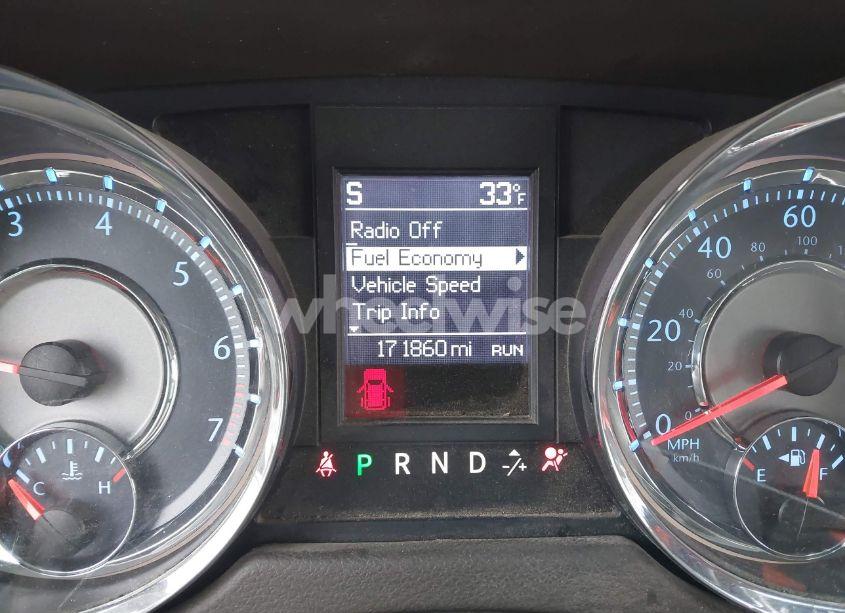 S 33°F
Radio Off
Fuel Economy
Vehicle Speed
Trip Info
171860 mi RUN
P R N D -/+
3 4 5 6 7
C H
0 20 40 60
0 20 40 60 80 100
MPH
km/h
E F
wheelwise